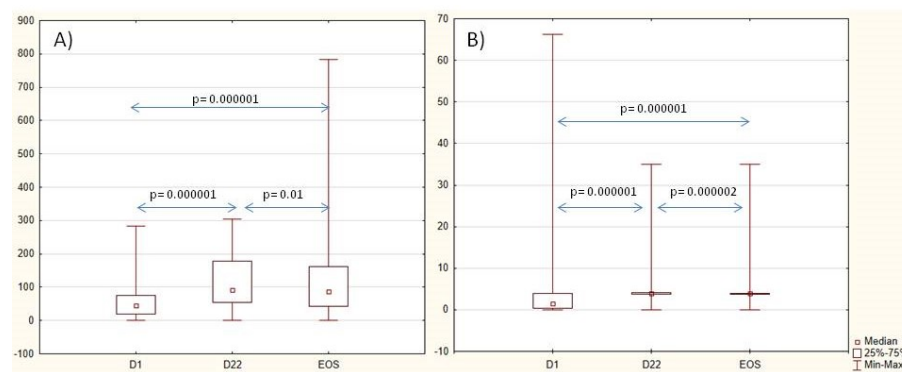 A)
900
800
700
600
500
400
300
200
100
0
-100
p= 0.000001
p= 0.000001 p= 0.01
D1 D22 EOS
B)
70
60
50
40
30
20
10
0
-10
p= 0.000001
p= 0.000001 p= 0.000002
D1 D22 EOS
Median
25%-75%
Min-Max